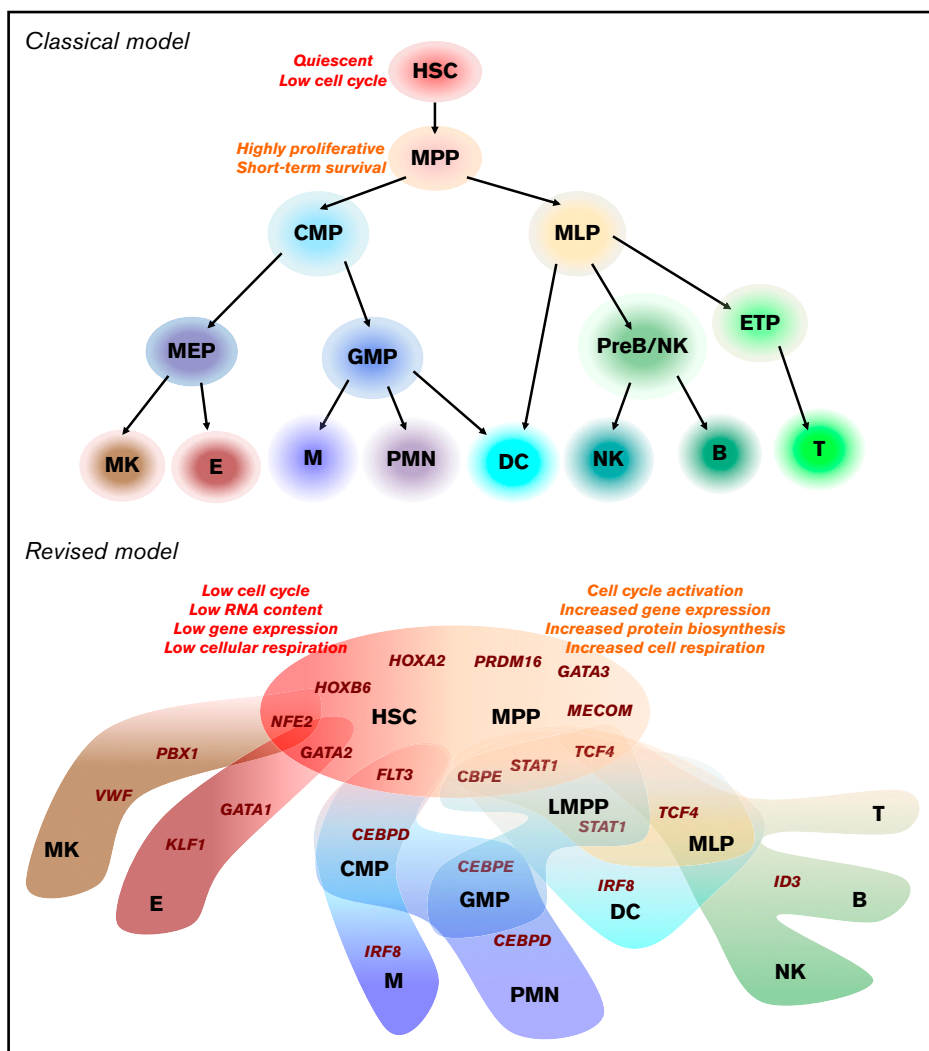 Classical model
Quiescent
Low cell cycle
HSC
Highly proliferative
Short-term survival
MPP
CMP
MLP
MEP
GMP
PreB/NK
ETP
MK
E
M
PMN
DC
NK
B
T
Revised model
Low cell cycle
Low RNA content
Low gene expression
Low cellular respiration
Cell cycle activation
Increased gene expression
Increased protein biosynthesis
Increased cell respiration
HOXA2
PRDM16
GATA3
HOXB6
NFE2
HSC
MPP
MECOM
PBX1
GATA2
FLT3
CBPE
STAT1
TCF4
VWF
GATA1
LMPP
TCF4
T
MK
KLF1
CEBPD
STAT1
MLP
CMP
CEBPE
E
GMP
IRF8
DC
ID3
B
IRF8
M
CEBPD
PMN
NK